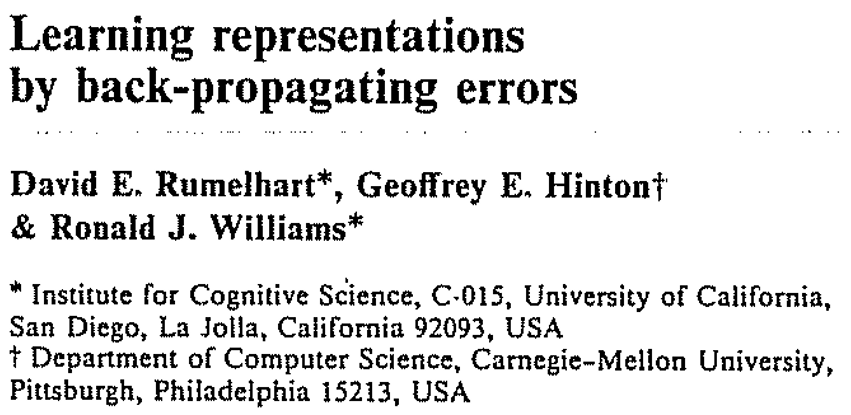 Learning representations
by back-propagating errors
David E. Rumelhart*, Geoffrey E. Hinton†
& Ronald J. Williams*
* Institute for Cognitive Science, C-015, University of California,
San Diego, La Jolla, California 92093, USA
† Department of Computer Science, Carnegie-Mellon University,
Pittsburgh, Philadelphia 15213, USA